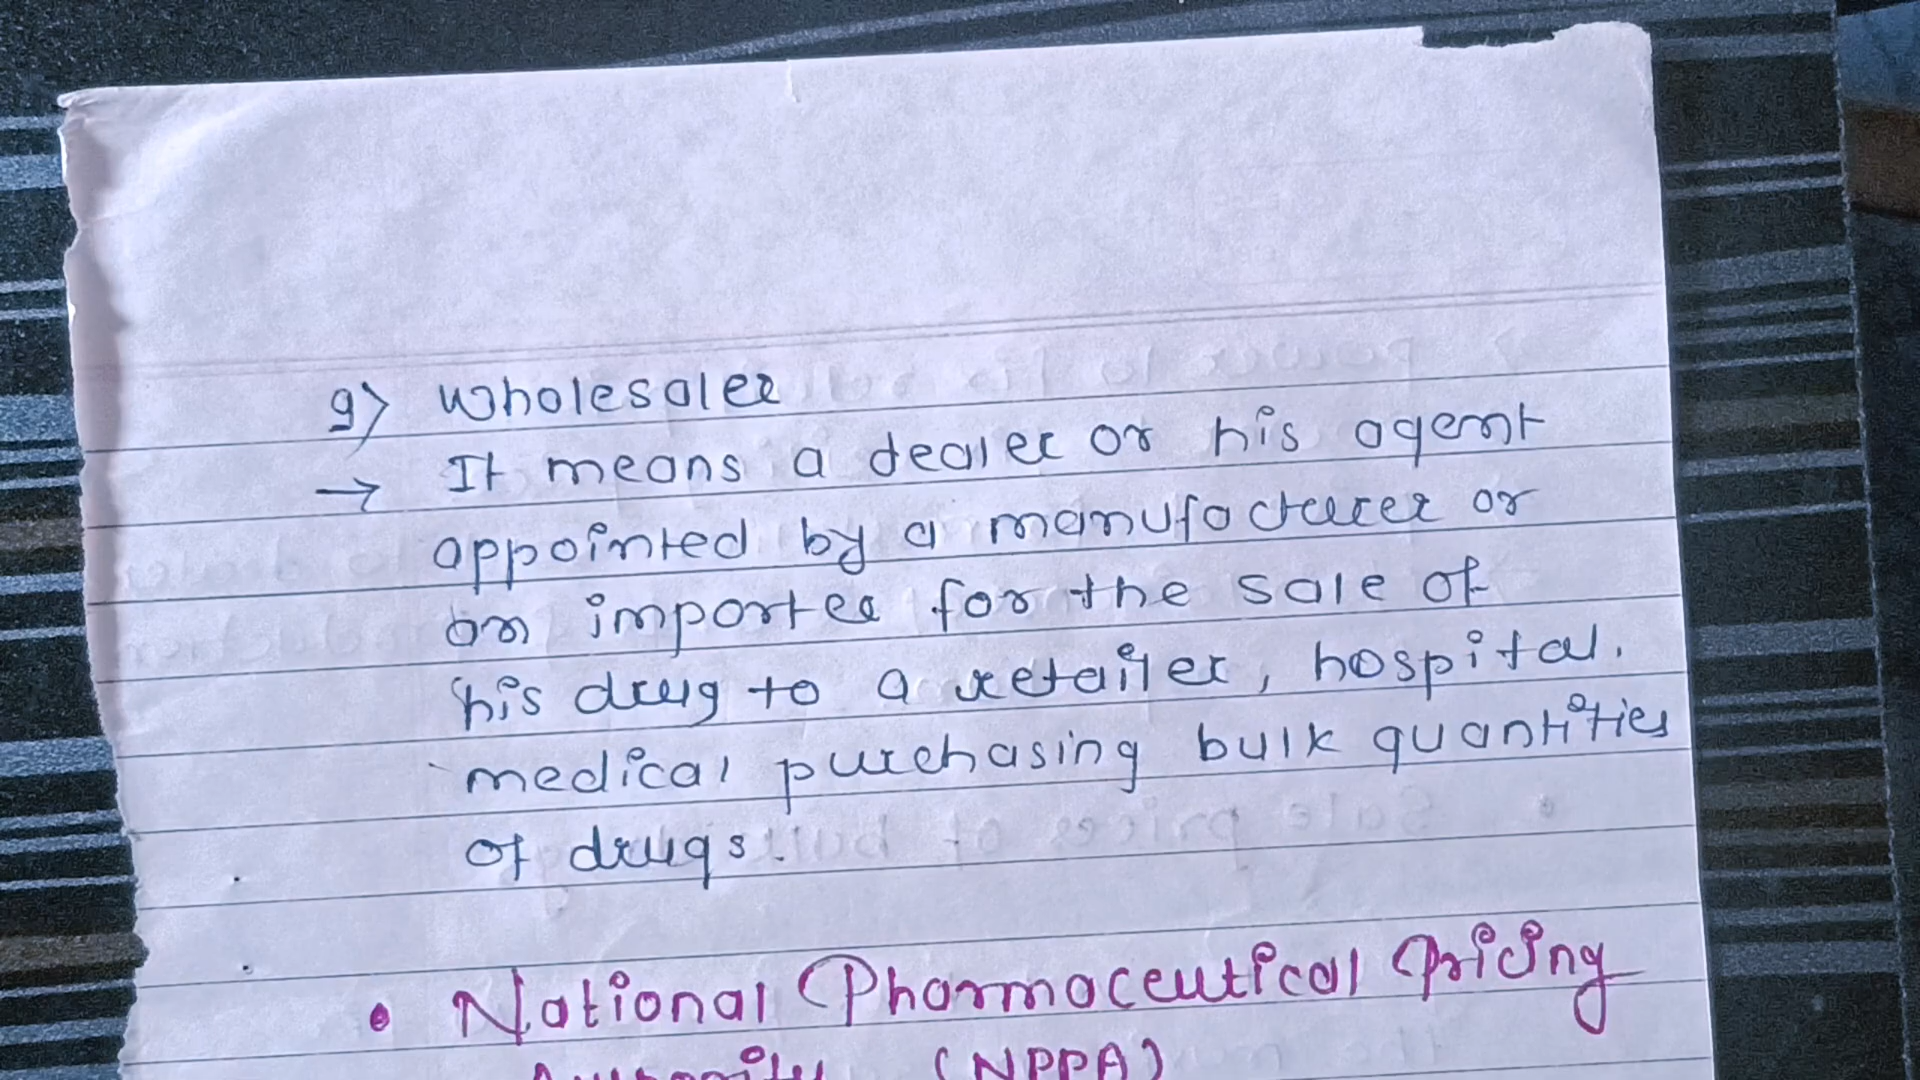 g) Wholesaler
→ It means a dealer or his agent
appointed by a manufacturer or
an importer for the sale of
his drug to a retailer, hospital.
medical purchasing bulk quantities
of drugs.
• National Pharmaceutical Pricing
Authority (NPPA)